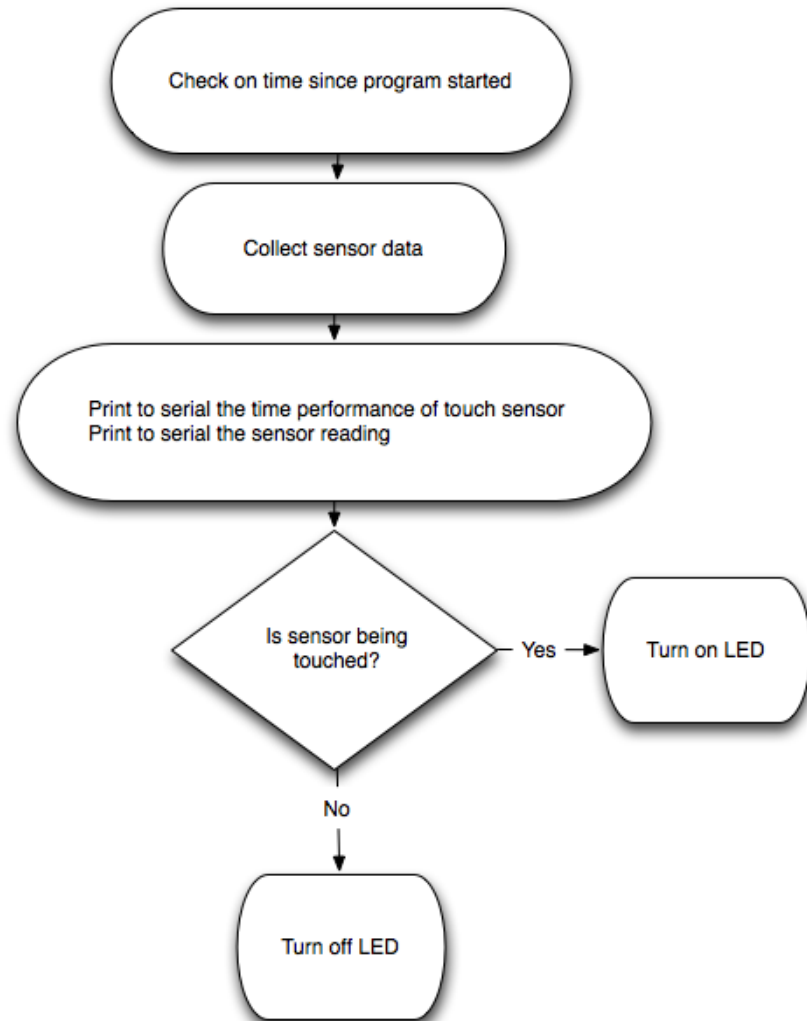 Check on time since program started
Collect sensor data
Print to serial the time performance of touch sensor
Print to serial the sensor reading
Is sensor being
touched?
Yes
Turn on LED
No
Turn off LED